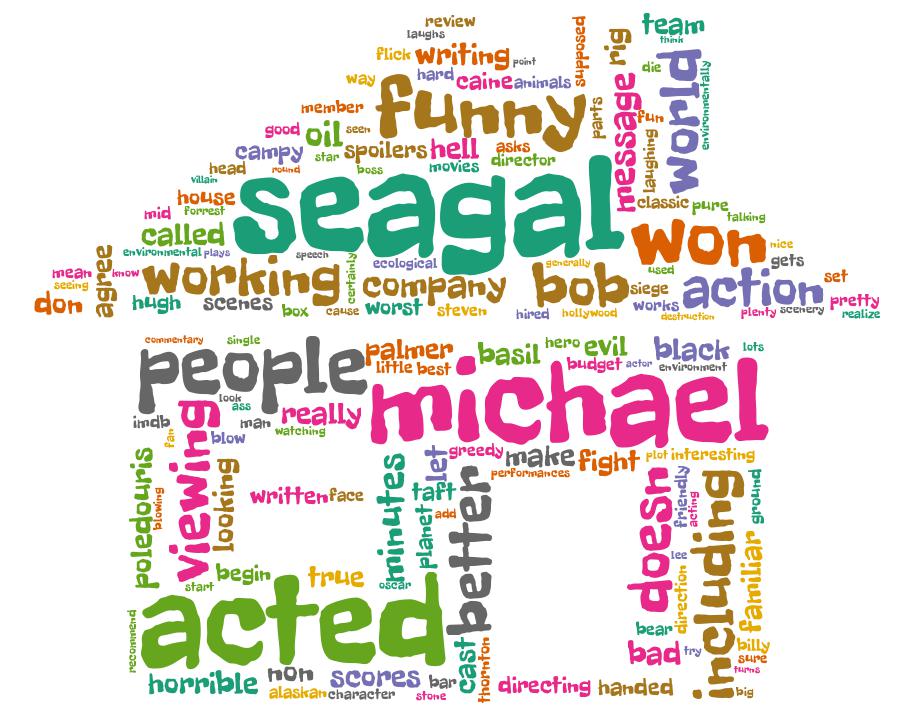 review
laughs
team
think
supposed
rig
flick
writing
point
way
hard
caine
animals
die
world
environmentally
message
member
funny
parts
fun
good
oil
seen
laughing
campy
star
spoilers
hell
asks
director
movies
head
round
boss
villain
seagal
house
classic
pure
mid
forrest
talking
called
won
nice
environmental
plays
speech
agree
certainly
ecological
generally
used
gets
mean
know
seeing
working
company
bob
siege
action
set
don
hugh
scenes
box
cause
worst
steven
hired
hollywood
works
destruction
plenty
scenery
pretty
realize
commentary
single
people
palmer
little
best
basil
hero
evil
budget
actor
black
environment
lots
look
ass
michael
imdb
man
really
watching
fan
blow
viewing
poledouris
blowing
looking
written
face
minutes
let
greedy
make
fight
plot
interesting
performances
taft
planet
add
better
doesn
friendly
acting
including
ground
familiar
lee
direction
start
begin
true
oscar
acted
recommend
bear
bad
try
billy
sure
turns
big
cast
thornton
horrible
non
scores
bar
alaskan
character
stone
directing
handed